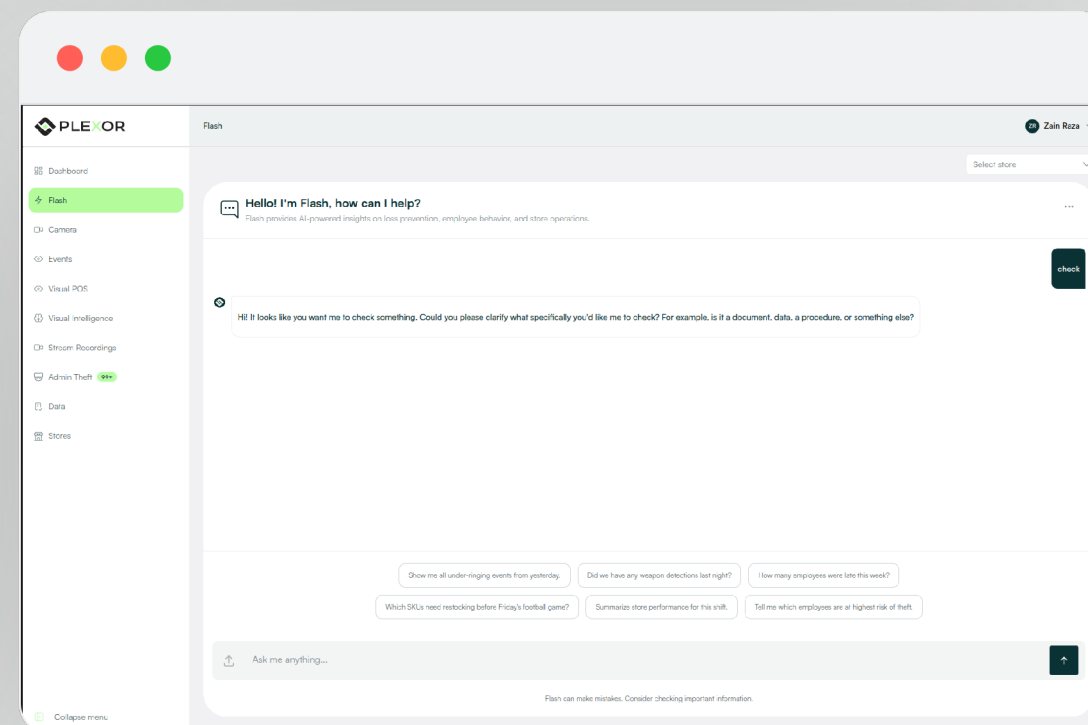 PLEXOR
Flash
ZR
Zain Raza
Select store
Dashboard
Flash
Camera
Events
Visual POS
Visual Intelligence
Stream Recordings
Admin Theft 99+
Data
Stores
Collapse menu
Hello! I'm Flash, how can I help?
Flash provides AI-powered insights on loss prevention, employee behavior, and store operations.
check
Hi! It looks like you want me to check something. Could you please clarify what specifically you'd like me to check? For example, is it a document, data, a procedure, or something else?
Show me all under-ringing events from yesterday.
Did we have any weapon detections last night?
How many employees were late this week?
Which SKUs need restocking before Friday's football game?
Summarize store performance for this shift.
Tell me which employees are at highest risk of theft.
Ask me anything...
Flash can make mistakes. Consider checking important information.